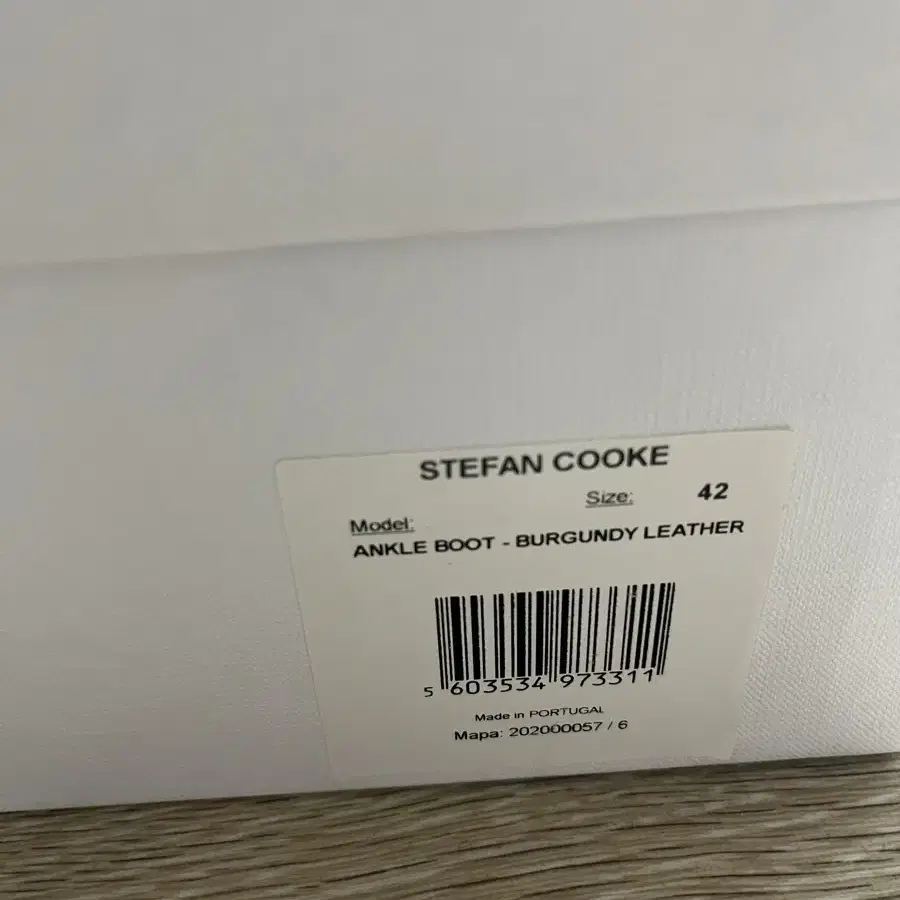 STEFAN COOKE
Size: 42
Model:
ANKLE BOOT - BURGUNDY LEATHER
5 603534 973311
Made in PORTUGAL
Mapa: 202000057 / 6